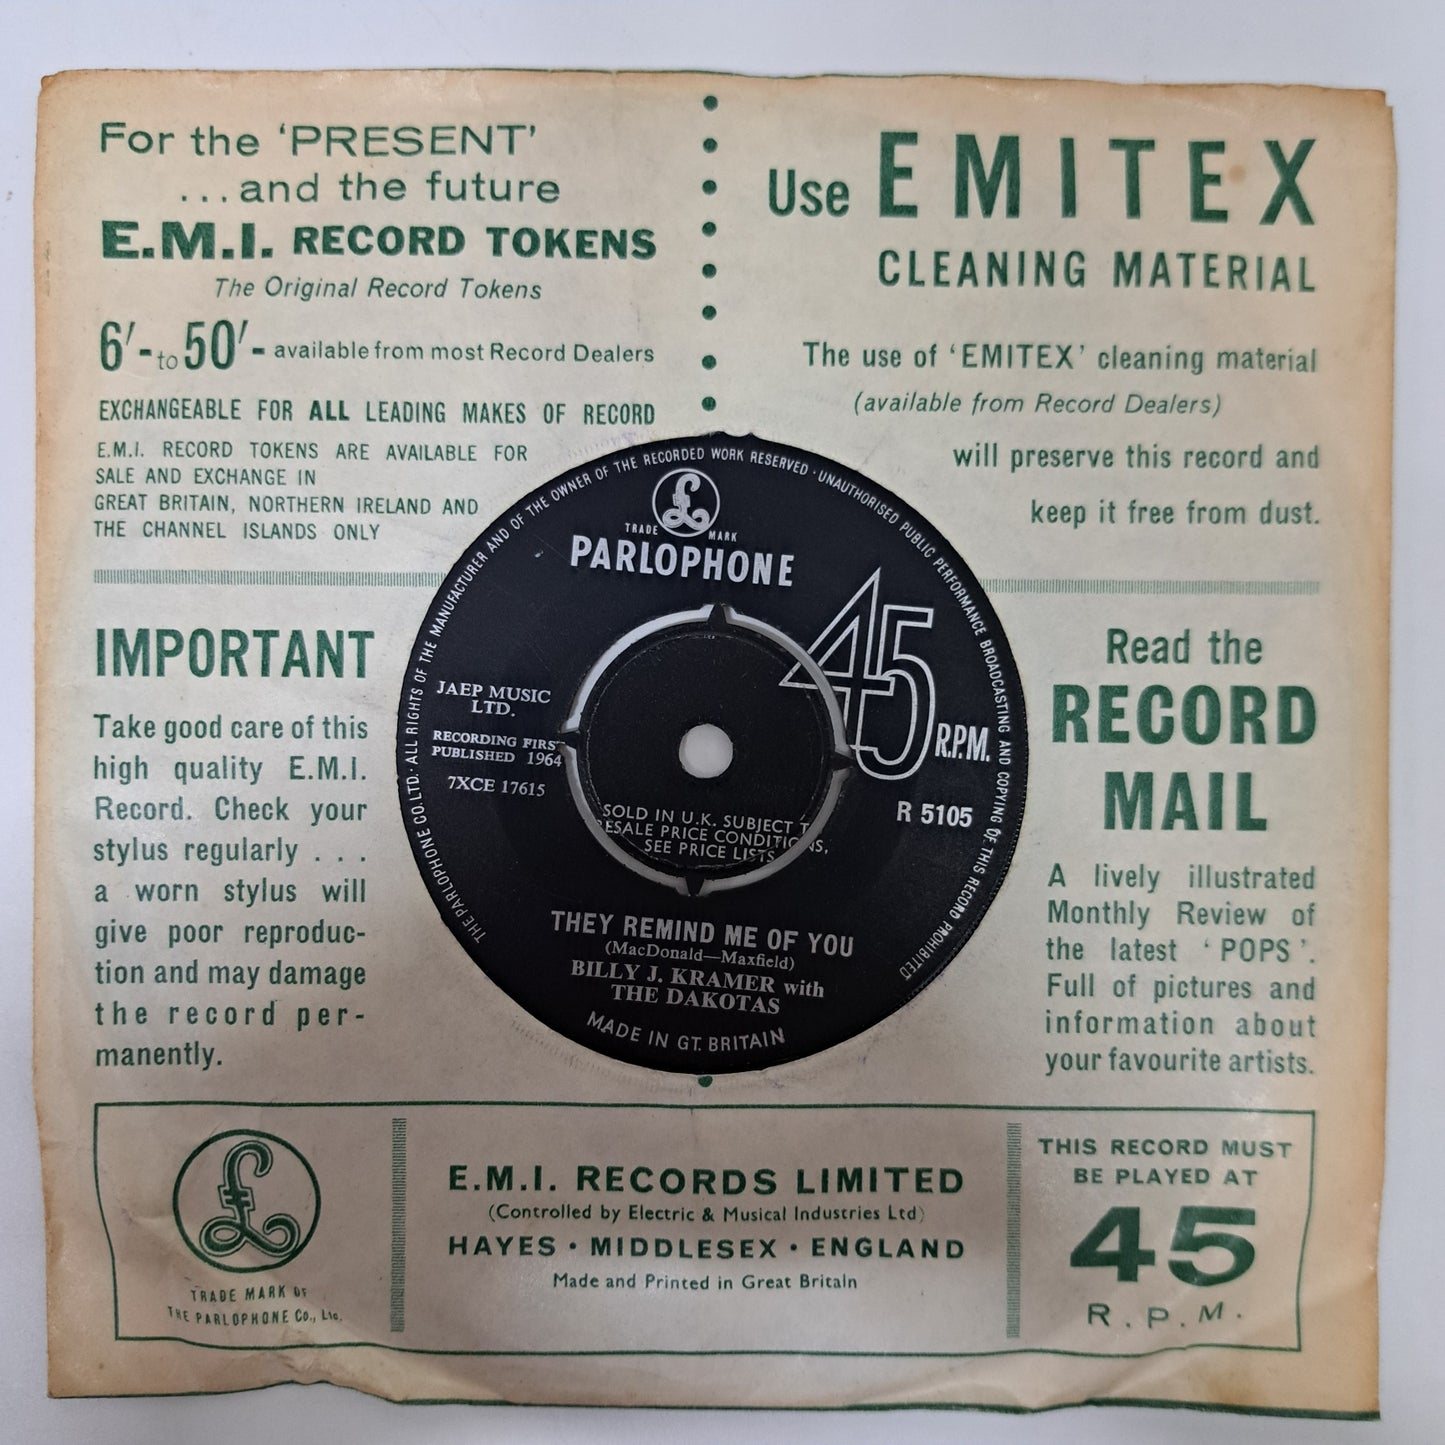 For the 'PRESENT'
...and the future
E.M.I. RECORD TOKENS
The Original Record Tokens
6'- to 50'- available from most Record Dealers
EXCHANGEABLE FOR ALL LEADING MAKES OF RECORD
E.M.I. RECORD TOKENS ARE AVAILABLE FOR
SALE AND EXCHANGE IN
GREAT BRITAIN, NORTHERN IRELAND AND
THE CHANNEL ISLANDS ONLY
Use EMITEX
CLEANING MATERIAL
The use of 'EMITEX' cleaning material
(available from Record Dealers)
will preserve this record and
keep it free from dust.
IMPORTANT
Take good care of this
high quality E.M.I.
Record. Check your
stylus regularly . . .
a worn stylus will
give poor reproduc-
tion and may damage
the record per-
manently.
THE PARLOPHONE CO. LTD. · ALL RIGHTS OF THE MANUFACTURER AND OF THE OWNER OF THE RECORDED WORK RESERVED · UNAUTHORISED PUBLIC PERFORMANCE BROADCASTING AND COPYING OF THIS RECORD PROHIBITED
£
TRADE MARK
PARLOPHONE
45
R.P.M.
JAEP MUSIC
LTD.
RECORDING FIRS
PUBLISHED 1964
7XCE 17615
R 5105
SOLD IN U.K. SUBJECT T
RESALE PRICE CONDITIONS,
SEE PRICE LISTS
THEY REMIND ME OF YOU
(MacDonald—Maxfield)
BILLY J. KRAMER with
THE DAKOTAS
MADE IN GT. BRITAIN
Read the
RECORD
MAIL
A lively illustrated
Monthly Review of
the latest 'POPS'.
Full of pictures and
information about
your favourite artists.
£
TRADE MARK OF
THE PARLOPHONE Co., Ltd.
E.M.I. RECORDS LIMITED
(Controlled by Electric & Musical Industries Ltd)
HAYES · MIDDLESEX · ENGLAND
Made and Printed in Great Britain
THIS RECORD MUST
BE PLAYED AT
45
R.P.M.